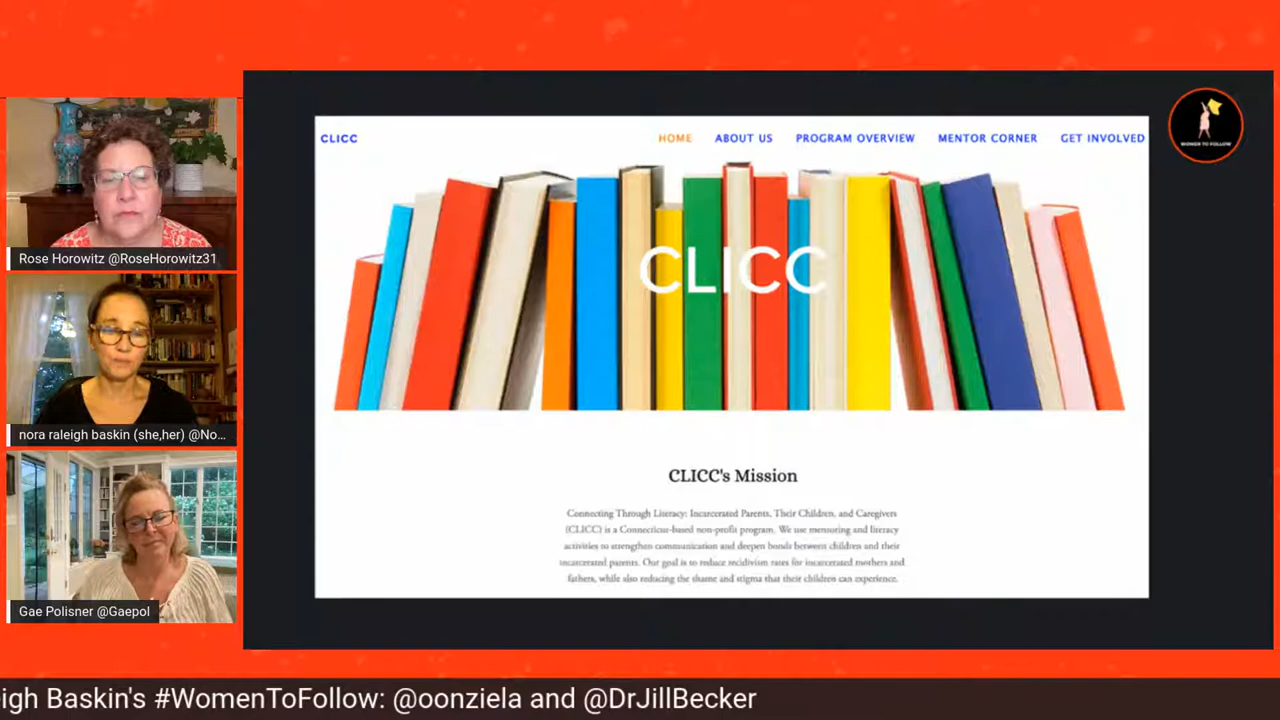 Rose Horowitz @RoseHorowitz31
nora raleigh baskin (she,her) @No...
Gae Polisner @Gaepol
CLICC
HOME
ABOUT US
PROGRAM OVERVIEW
MENTOR CORNER
GET INVOLVED
WOMEN TO FOLLOW
CLICC
CLICC's Mission
Connecting Through Literacy: Incarcerated Parents, Their Children, and Caregivers
(CLICC) is a Connecticut-based non-profit program. We use mentoring and literacy
activities to strengthen communication and deepen bonds between children and their
incarcerated parents. Our goal is to reduce recidivism rates for incarcerated mothers and
fathers, while also reducing the shame and stigma that their children can experience.
eigh Baskin's #WomenToFollow: @oonziela and @DrJillBecker